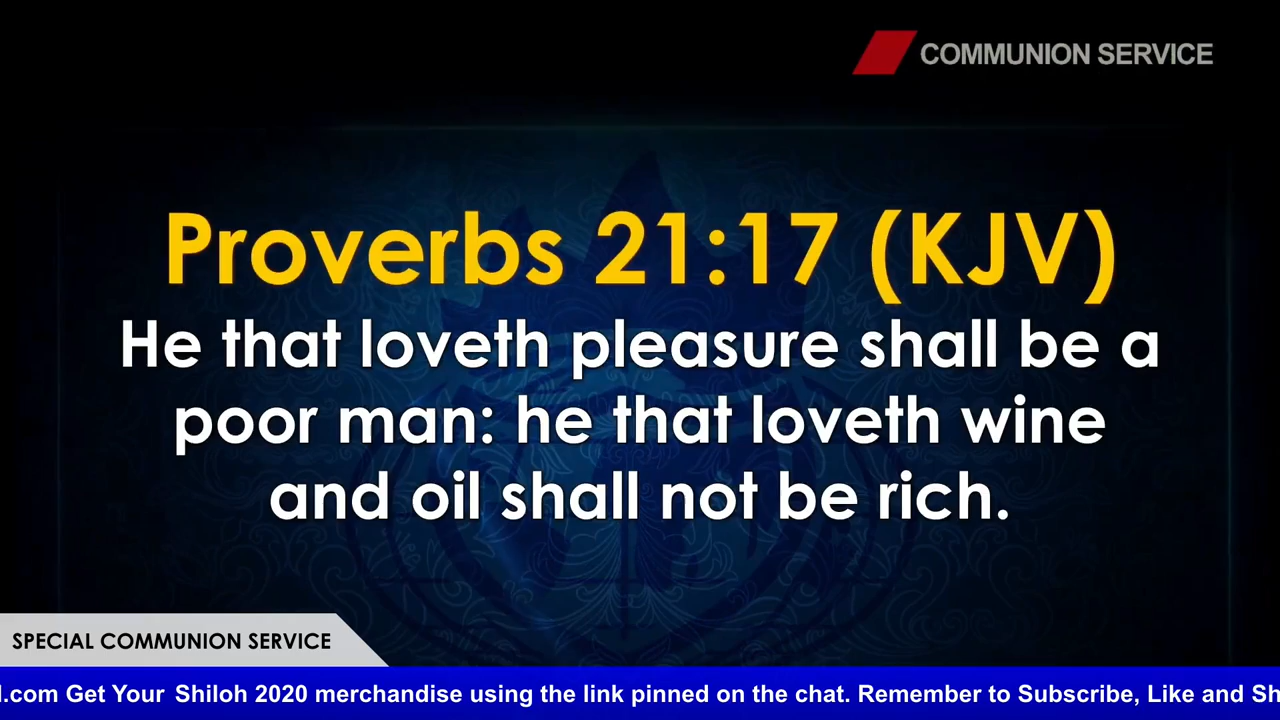 COMMUNION SERVICE
Proverbs 21:17 (KJV)
He that loveth pleasure shall be a
poor man: he that loveth wine
and oil shall not be rich.
SPECIAL COMMUNION SERVICE
.com Get Your Shiloh 2020 merchandise using the link pinned on the chat. Remember to Subscribe, Like and